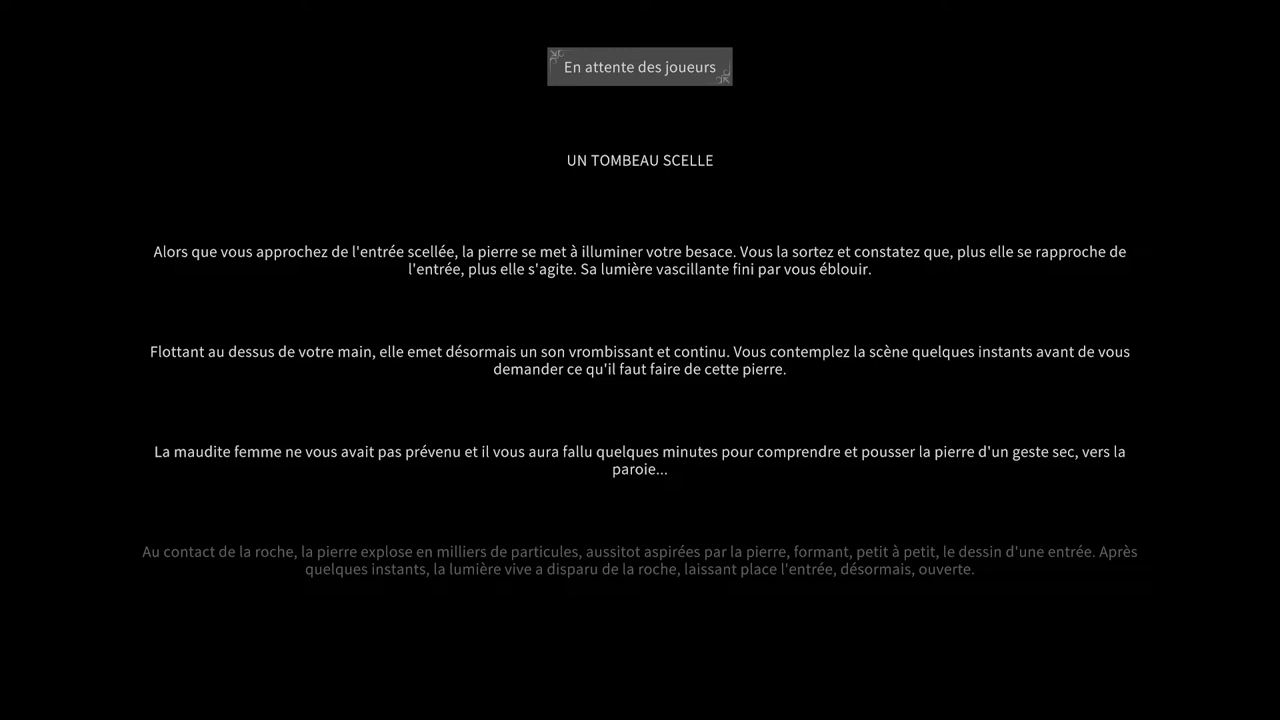 En attente des joueurs
UN TOMBEAU SCELLE
Alors que vous approchez de l'entrée scellée, la pierre se met à illuminer votre besace. Vous la sortez et constatez que, plus elle se rapproche de
l'entrée, plus elle s'agite. Sa lumière vascillante fini par vous éblouir.
Flottant au dessus de votre main, elle emet désormais un son vrombissant et continu. Vous contemplez la scène quelques instants avant de vous
demander ce qu'il faut faire de cette pierre.
La maudite femme ne vous avait pas prévenu et il vous aura fallu quelques minutes pour comprendre et pousser la pierre d'un geste sec, vers la
paroie...
Au contact de la roche, la pierre explose en milliers de particules, aussitot aspirées par la pierre, formant, petit à petit, le dessin d'une entrée. Après
quelques instants, la lumière vive a disparu de la roche, laissant place l'entrée, désormais, ouverte.